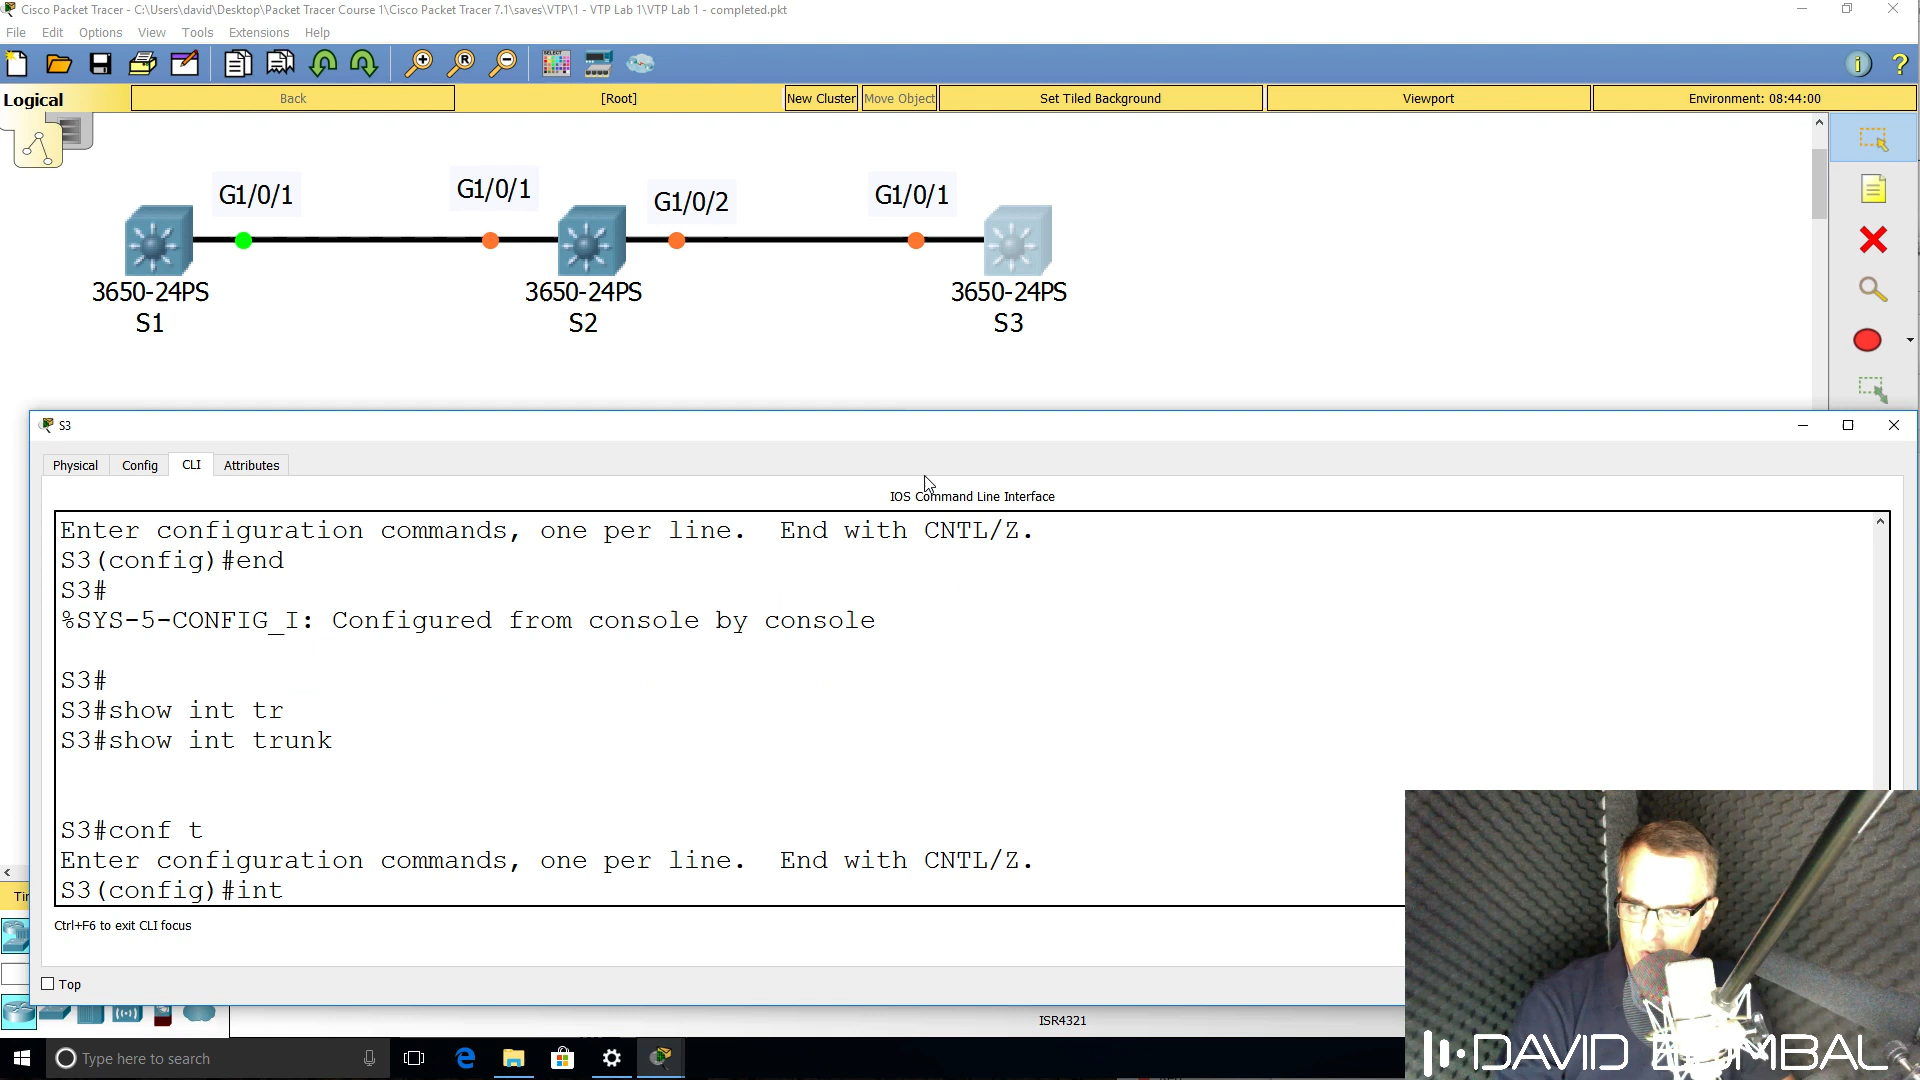 Cisco Packet Tracer - C:\Users\david\Desktop\Packet Tracer Course 1\Cisco Packet Tracer 7.1\saves\VTP\1 - VTP Lab 1\VTP Lab 1 - completed.pkt
File Edit Options View Tools Extensions Help
Logical Back [Root] New Cluster Move Object Set Tiled Background Viewport Environment: 08:44:00
G1/0/1 G1/0/1 G1/0/2 G1/0/1
3650-24PS 3650-24PS 3650-24PS
S1 S2 S3
S3
Physical Config CLI Attributes
IOS Command Line Interface
Enter configuration commands, one per line.  End with CNTL/Z.
S3(config)#end
S3#
%SYS-5-CONFIG_I: Configured from console by console
S3#
S3#show int tr
S3#show int trunk
S3#conf t
Enter configuration commands, one per line.  End with CNTL/Z.
S3(config)#int
Ctrl+F6 to exit CLI focus
Top
ISR4321
Type here to search
DAVID